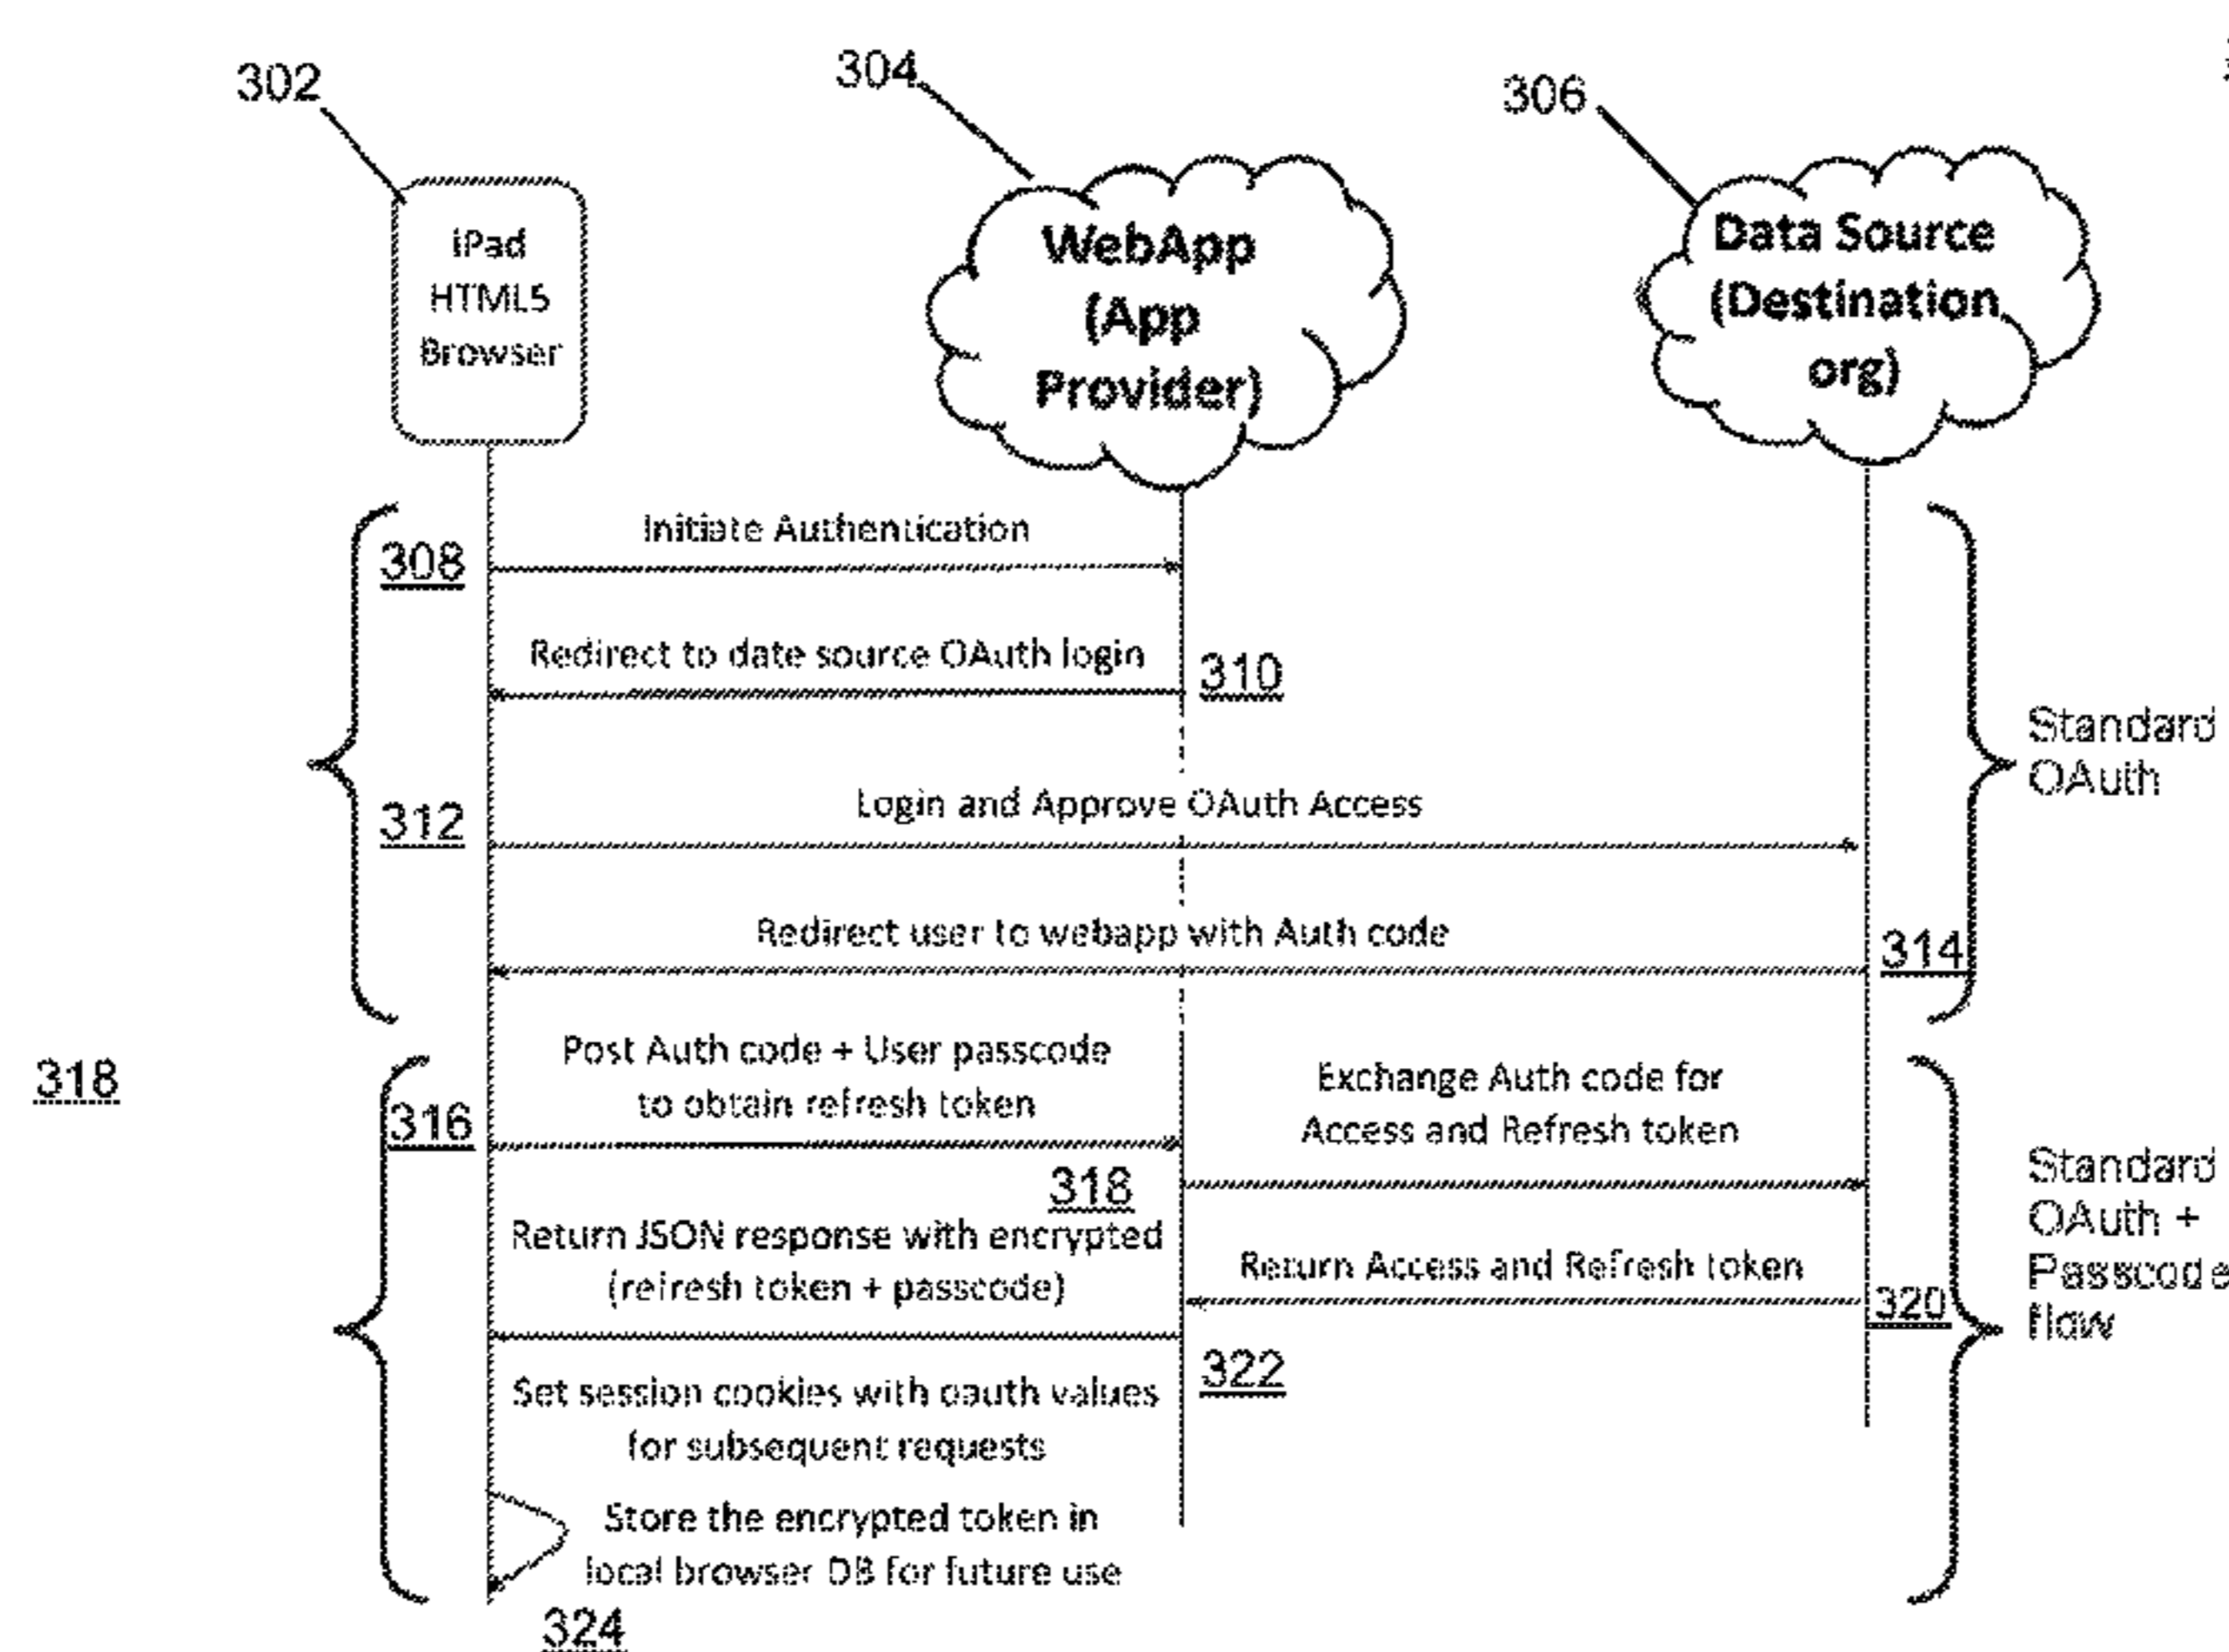 302
304
306
iPad
HTML5
Browser
WebApp
(App
Provider)
Data Source
(Destination
org)
Initiate Authentication
308
Redirect to date source OAuth login
310
Standard
OAuth
Login and Approve OAuth Access
312
Redirect user to webapp with Auth code
314
318
Post Auth code + User passcode
to obtain refresh token
316
Exchange Auth code for
Access and Refresh token
318
Return JSON response with encrypted
(refresh token + passcode)
Return Access and Refresh token
320
Standard
OAuth +
Passcode
flow
322
Set session cookies with oauth values
for subsequent requests
Store the encrypted token in
local browser DB for future use
324